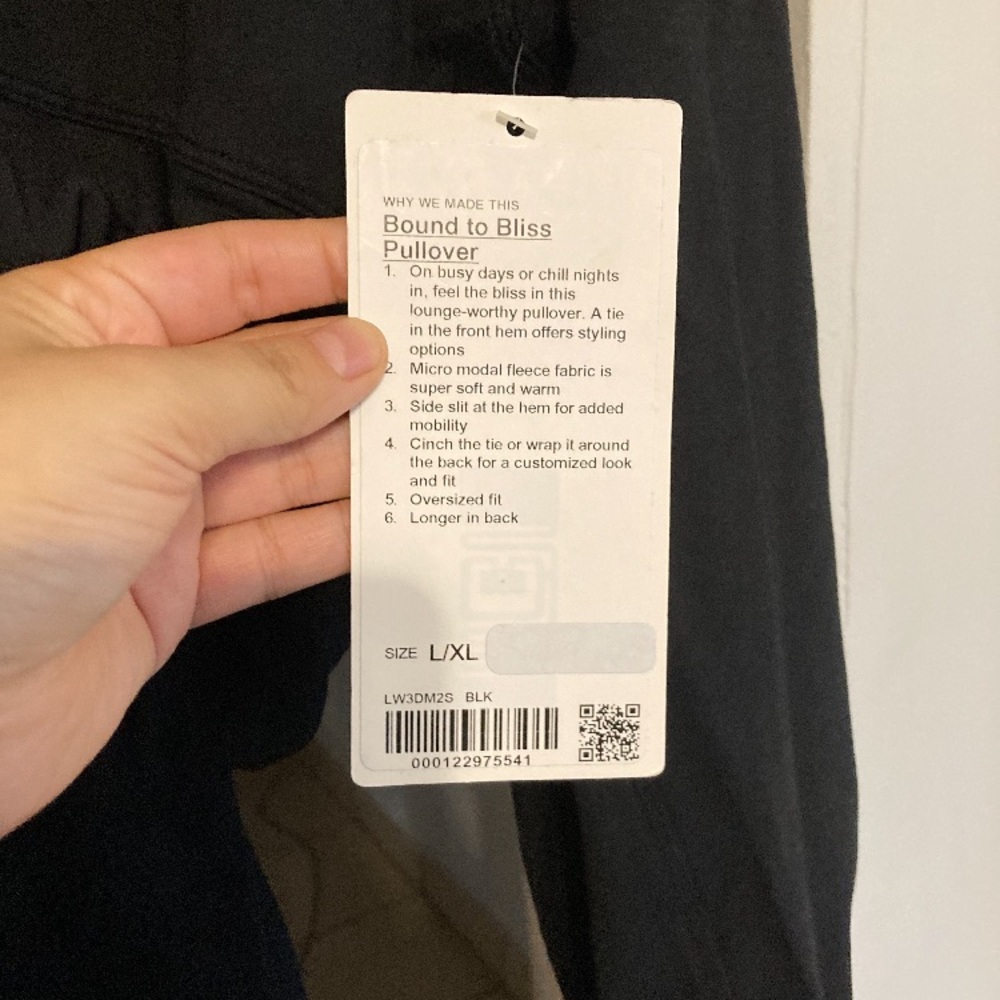 WHY WE MADE THIS
Bound to Bliss
Pullover
1. On busy days or chill nights
in, feel the bliss in this
lounge-worthy pullover. A tie
in the front hem offers styling
options
2. Micro modal fleece fabric is
super soft and warm
3. Side slit at the hem for added
mobility
4. Cinch the tie or wrap it around
the back for a customized look
and fit
5. Oversized fit
6. Longer in back
SIZE L/XL
LW3DM2S BLK
000122975541